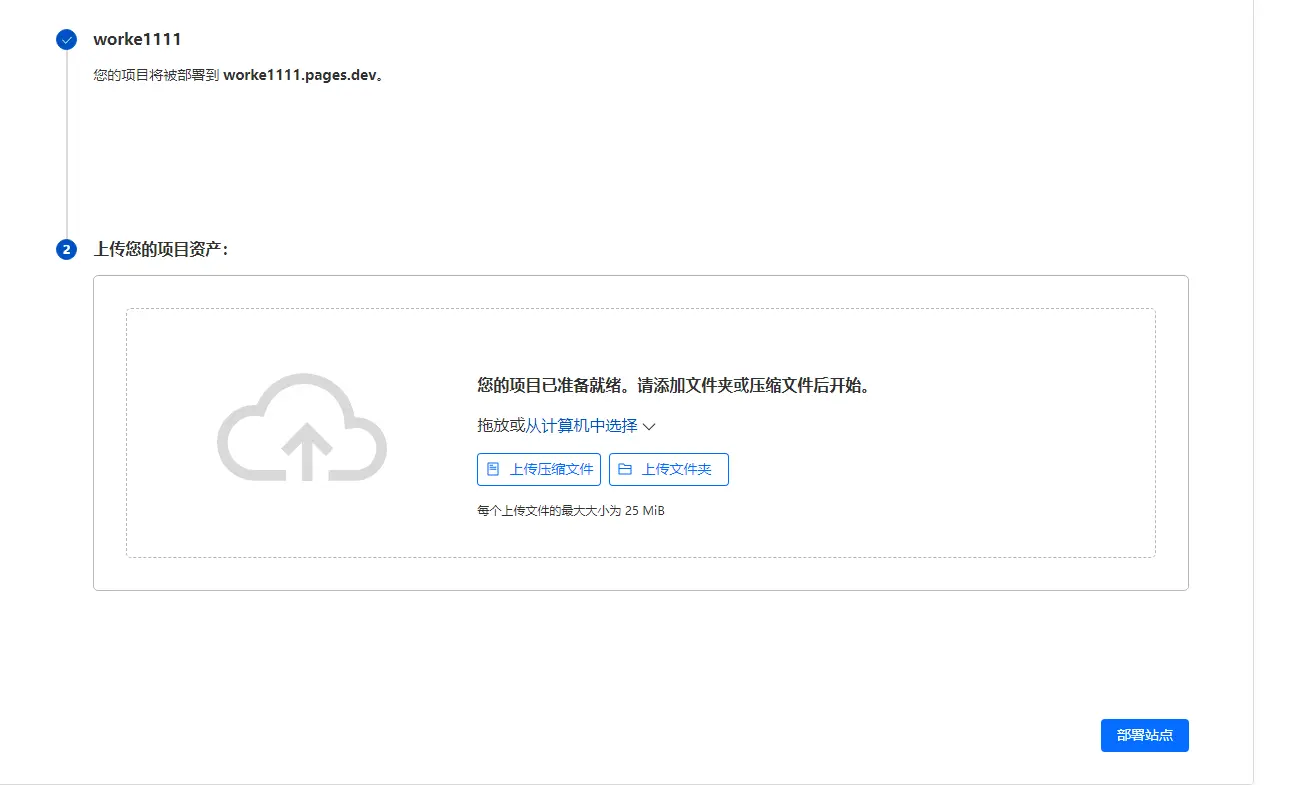 worke1111
您的项目将被部署到 worke1111.pages.dev。
2 上传您的项目资产：
您的项目已准备就绪。请添加文件夹或压缩文件后开始。
拖放或从计算机中选择
上传压缩文件 上传文件夹
每个上传文件的最大大小为 25 MiB
部署站点